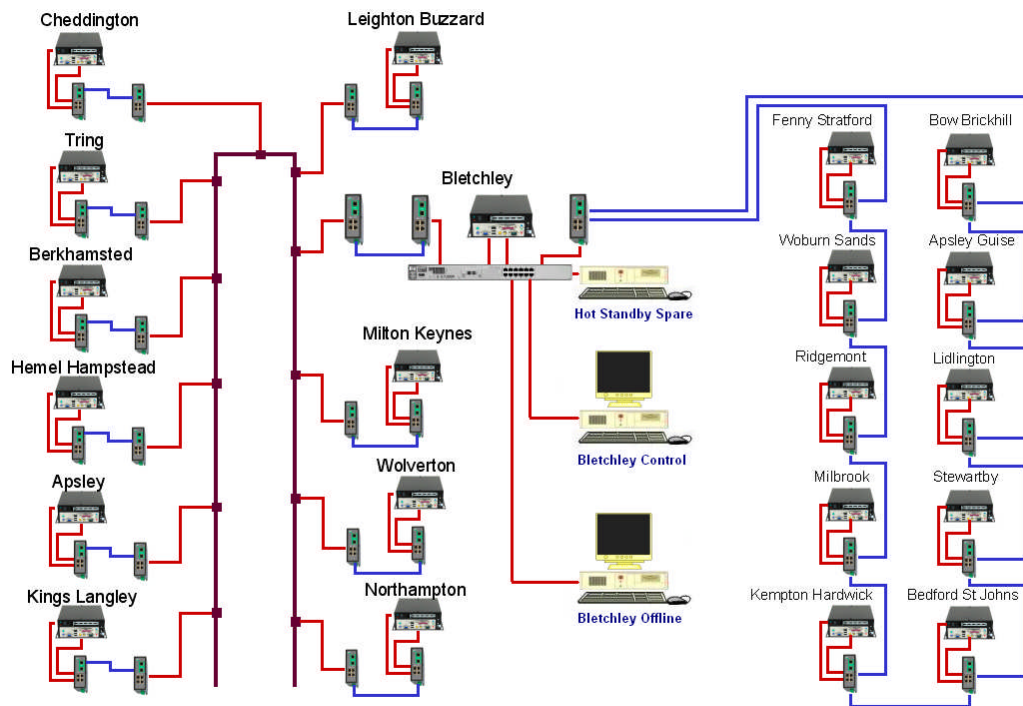 Cheddington
Leighton Buzzard
Fenny Stratford
Bow Brickhill
Tring
Bletchley
Woburn Sands
Apsley Guise
Berkhamsted
Hot Standby Spare
Milton Keynes
Ridgemont
Lidlington
Hemel Hampstead
Bletchley Control
Wolverton
Apsley
Milbrook
Stewartby
Kings Langley
Northampton
Kempton Hardwick
Bedford St Johns
Bletchley Offline